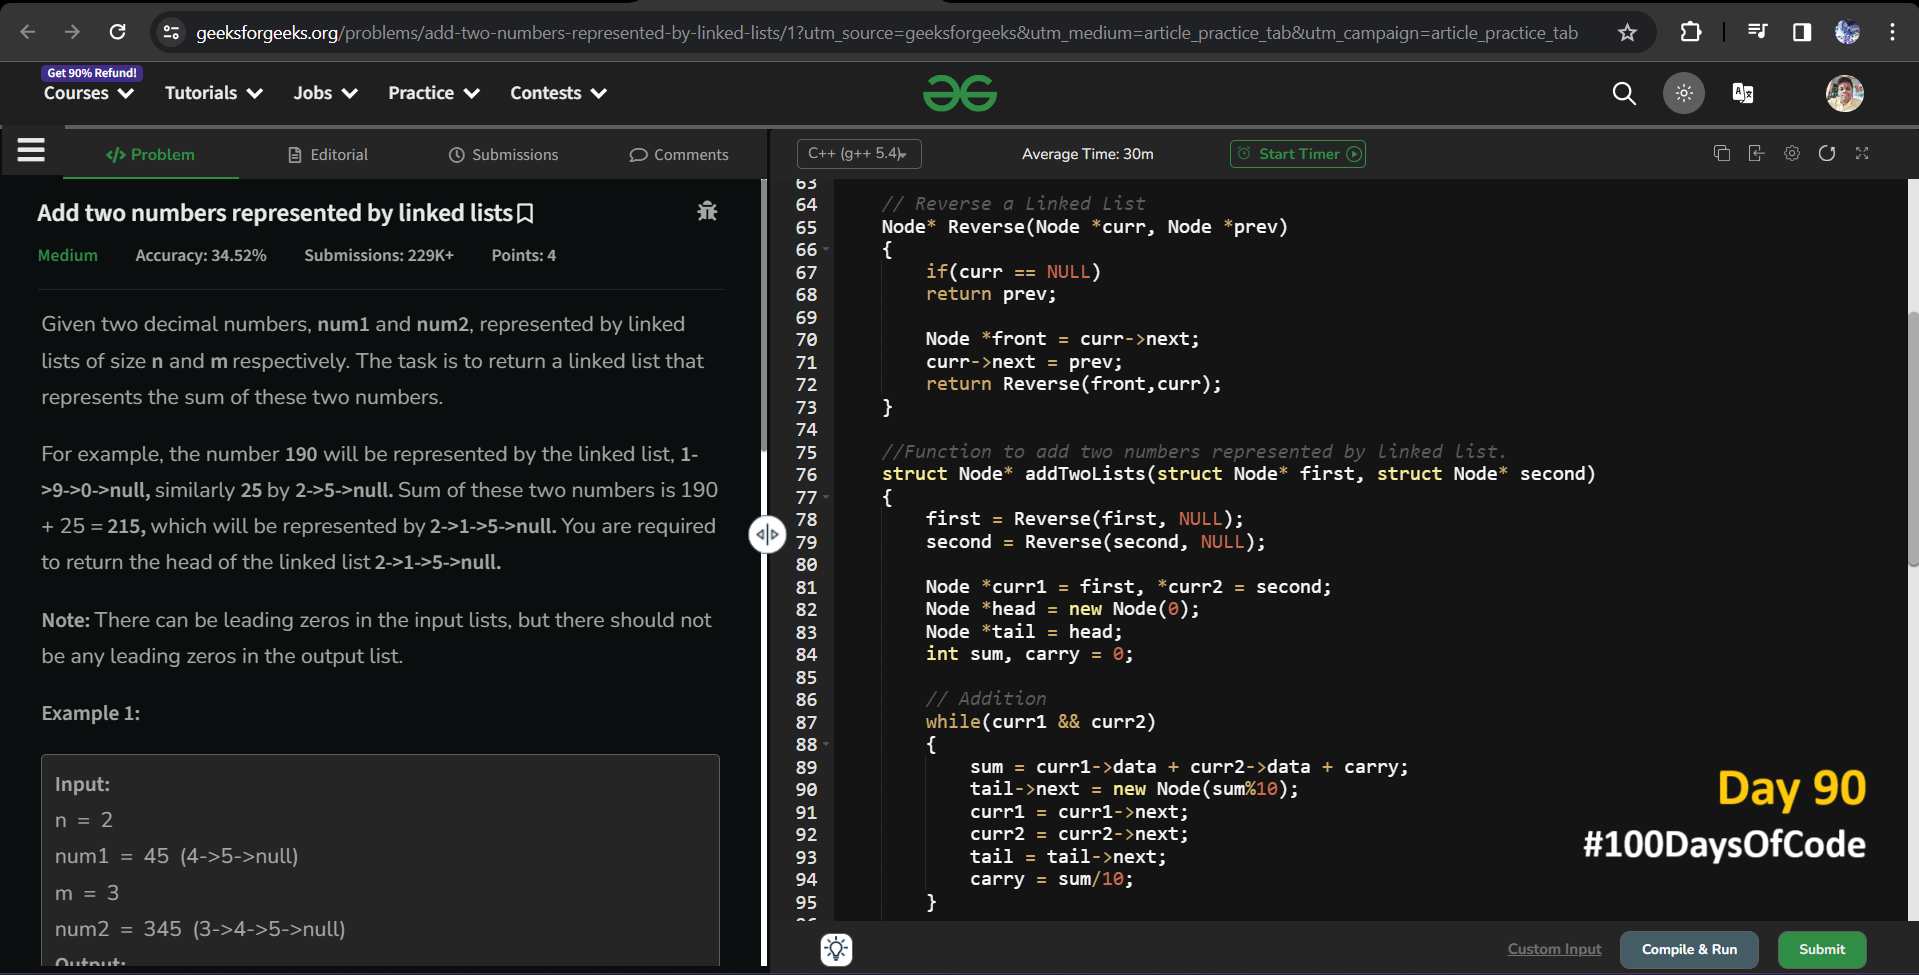 geeksforgeeks.org/problems/add-two-numbers-represented-by-linked-lists/1?utm_source=geeksforgeeks&utm_medium=article_practice_tab&utm_campaign=article_practice_tab
Get 90% Refund!
Courses Tutorials Jobs Practice Contests
</> Problem Editorial Submissions Comments
Add two numbers represented by linked lists
Medium Accuracy: 34.52% Submissions: 229K+ Points: 4
Given two decimal numbers, num1 and num2, represented by linked
lists of size n and m respectively. The task is to return a linked list that
represents the sum of these two numbers.
For example, the number 190 will be represented by the linked list, 1-
>9->0->null, similarly 25 by 2->5->null. Sum of these two numbers is 190
+ 25 = 215, which will be represented by 2->1->5->null. You are required
to return the head of the linked list 2->1->5->null.
Note: There can be leading zeros in the input lists, but there should not
be any leading zeros in the output list.
Example 1:
Input:
n = 2
num1 = 45 (4->5->null)
m = 3
num2 = 345 (3->4->5->null)
Output:
C++ (g++ 5.4) Average Time: 30m Start Timer
63
64 // Reverse a Linked List
65 Node* Reverse(Node *curr, Node *prev)
66 {
67 if(curr == NULL)
68 return prev;
69
70 Node *front = curr->next;
71 curr->next = prev;
72 return Reverse(front,curr);
73 }
74
75 //Function to add two numbers represented by linked list.
76 struct Node* addTwoLists(struct Node* first, struct Node* second)
77 {
78 first = Reverse(first, NULL);
79 second = Reverse(second, NULL);
80
81 Node *curr1 = first, *curr2 = second;
82 Node *head = new Node(0);
83 Node *tail = head;
84 int sum, carry = 0;
85
86 // Addition
87 while(curr1 && curr2)
88 {
89 sum = curr1->data + curr2->data + carry;
90 tail->next = new Node(sum%10);
91 curr1 = curr1->next;
92 curr2 = curr2->next;
93 tail = tail->next;
94 carry = sum/10;
95 }
Day 90
#100DaysOfCode
Custom Input Compile & Run Submit